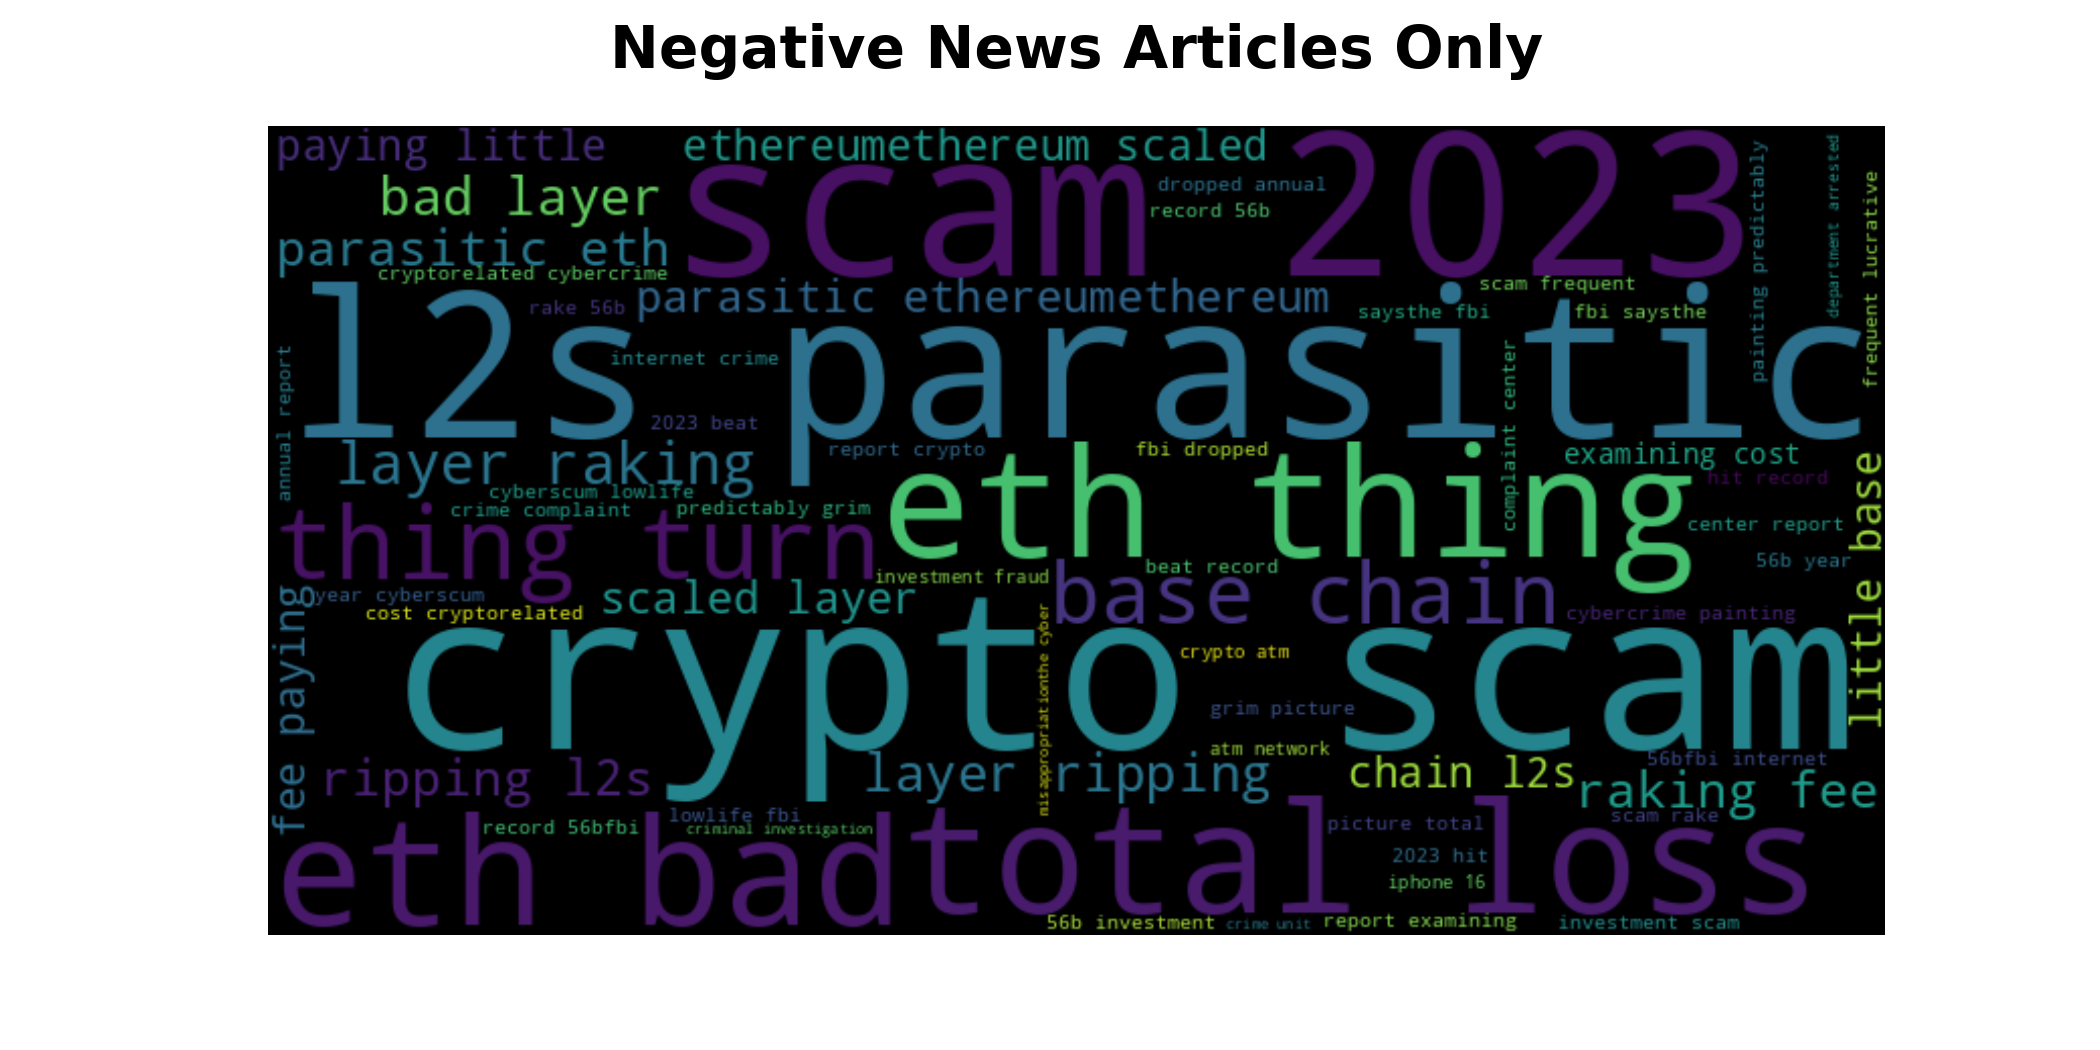 Negative News Articles Only
paying little
ethereumethereum scaled
scam 2023
bad layer
dropped annual
record 56b
parasitic eth
cryptorelated cybercrime
rake 56b
parasitic ethereumethereum
scam frequent
saysthe fbi
fbi saysthe
painting predictably
department arrested
frequent lucrative
l2s parasitic
internet crime
annual report
2023 beat
layer raking
report crypto
fbi dropped
complaint center
examining cost
hit record
cyberscum lowlife
crime complaint
predictably grim
eth thing
center report
thing turn
56b year
beat record
investment fraud
base chain
little base
year cyberscum
cost cryptorelated
scaled layer
cybercrime painting
fee paying
crypto scam
misappropriationthe cyber
crypto atm
grim picture
atm network
ripping l2s
layer ripping
chain l2s
56bfbi internet
raking fee
lowlife fbi
record 56bfbi
criminal investigation
picture total
scam rake
eth bad
total loss
2023 hit
iphone 16
56b investment
crime unit
report examining
investment scam